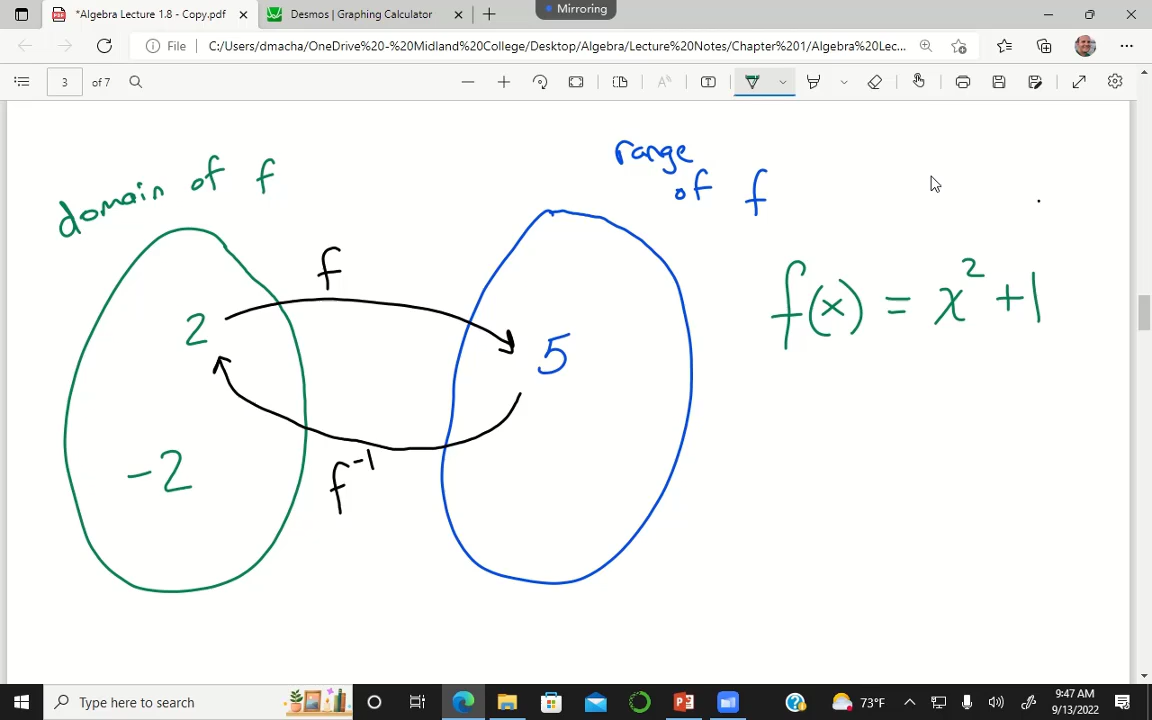 Mirroring
*Algebra Lecture 1.8 - Copy.pdf
Desmos | Graphing Calculator
File
C:/Users/dmacha/OneDrive%20-%20Midland%20College/Desktop/Algebra/Lecture%20Notes/Chapter%201/Algebra%20Lec...
3 of 7
domain of f
range
of f
f
2
5
f(x) = x² + 1
-2
f⁻¹
Type here to search
73°F
9:47 AM
9/13/2022